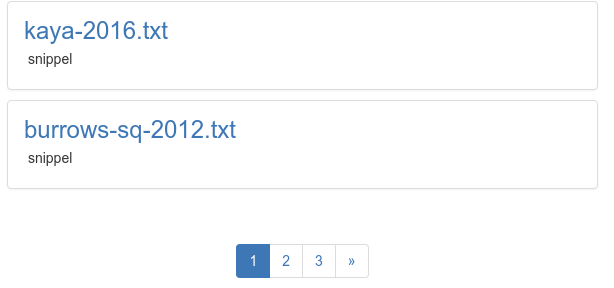 kaya-2016.txt
snippel
burrows-sq-2012.txt
snippel
1 2 3 »